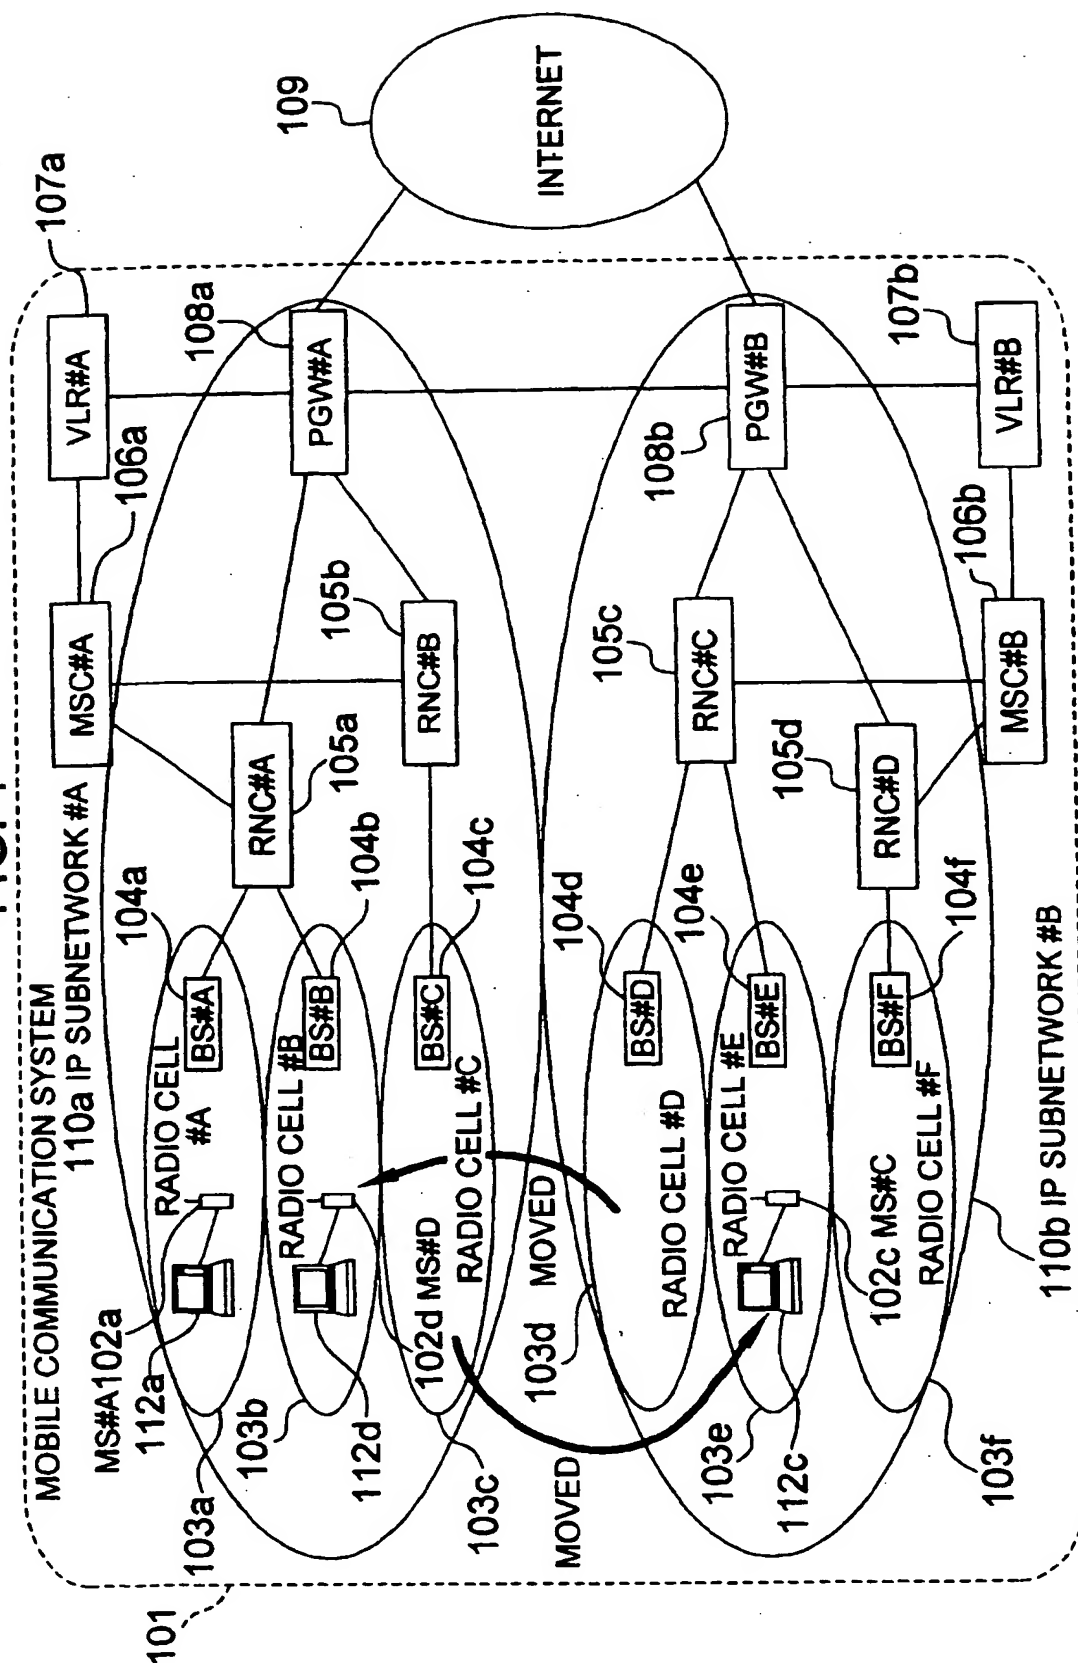 MOBILE COMMUNICATION SYSTEM
101
110a IP SUBNETWORK #A
MSC#A
106a
VLR#A
107a
109
INTERNET
MS#A102a
112a
103a
RADIO CELL
#A
104a
BS#A
RNC#A
105a
PGW#A
108a
103b
112d
RADIO CELL #B
BS#B
104b
RNC#B
105b
102d MS#D
103c
RADIO CELL #C
BS#C
104c
MOVED
MOVED
103d
RADIO CELL #D
BS#D
104d
RNC#C
105c
PGW#B
108b
103e
112c
RADIO CELL #E
BS#E
104e
102c MS#C
RADIO CELL #F
103f
BS#F
104f
RNC#D
105d
MSC#B
106b
VLR#B
107b
110b IP SUBNETWORK #B